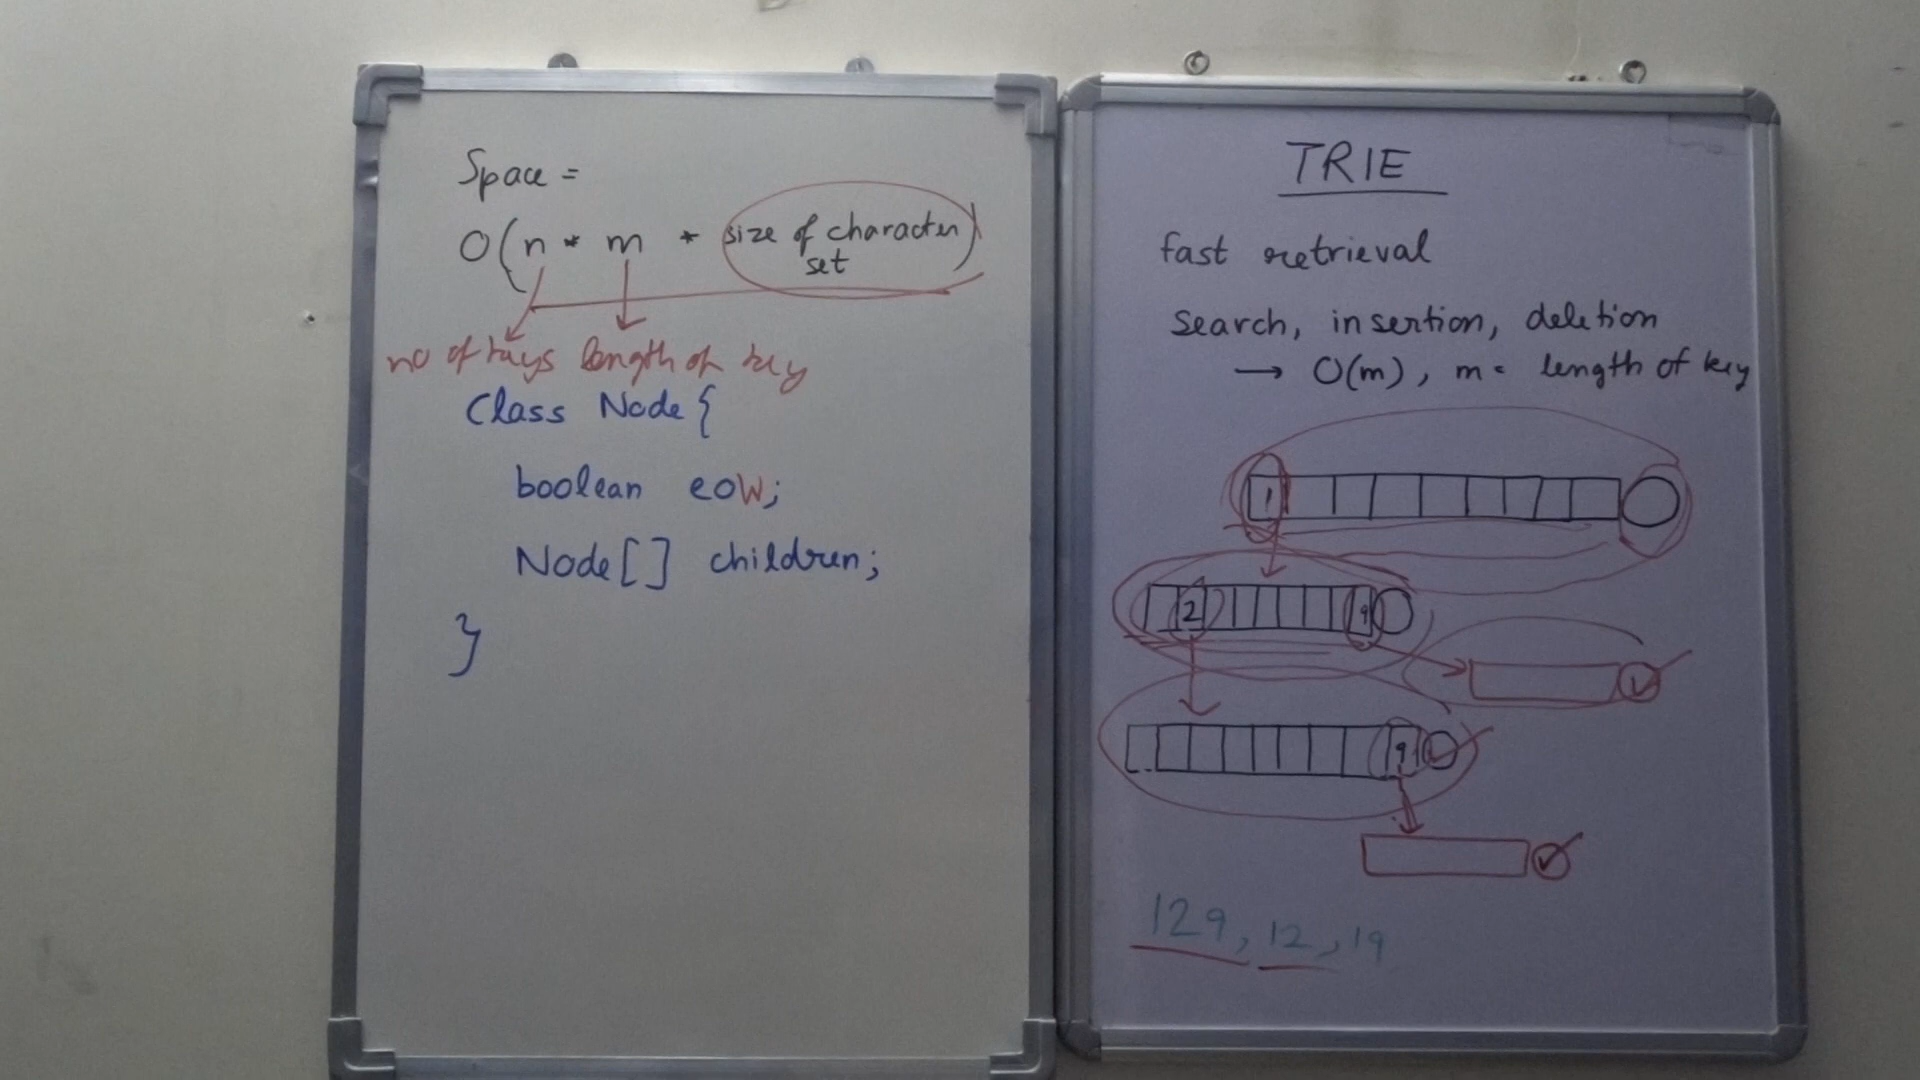 Space =
O(n * m * size of character set)
no of keys length of key
Class Node {
boolean eow;
Node[] children;
}
TRIE
fast retrieval
search, insertion, deletion
→ O(m), m = length of key
1
2 9
9
129, 12, 19